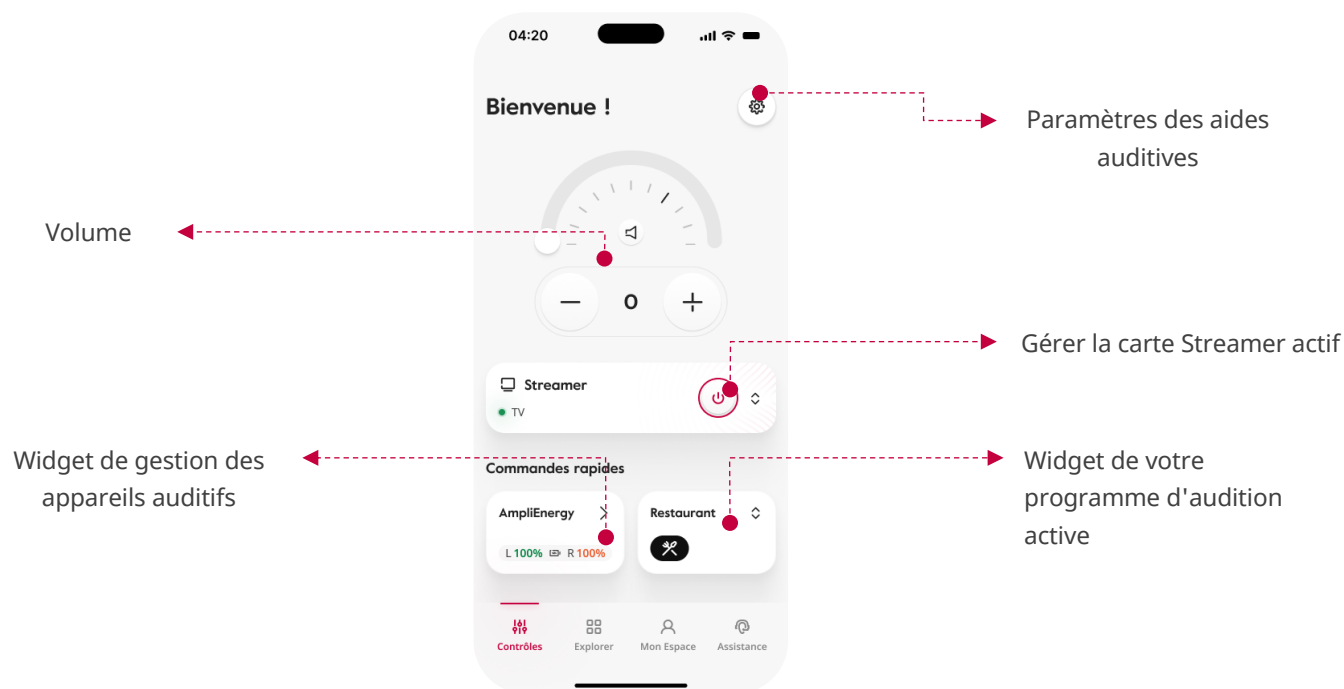 04:20
Bienvenue !
Paramètres des aides
auditives
Volume
0
Gérer la carte Streamer actif
Streamer
TV
Widget de gestion des
appareils auditifs
Commandes rapides
Widget de votre
programme d'audition
active
AmpliEnergy
Restaurant
L 100% R 100%
Contrôles Explorer Mon Espace Assistance